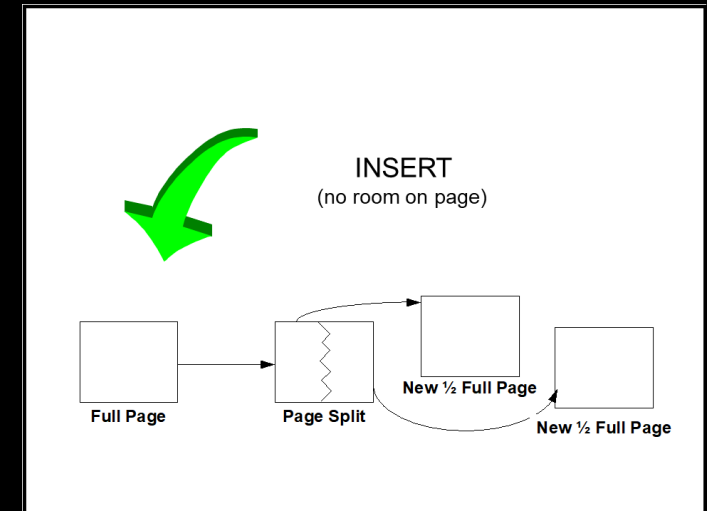 INSERT
(no room on page)
New ½ Full Page
Full Page
Page Split
New ½ Full Page